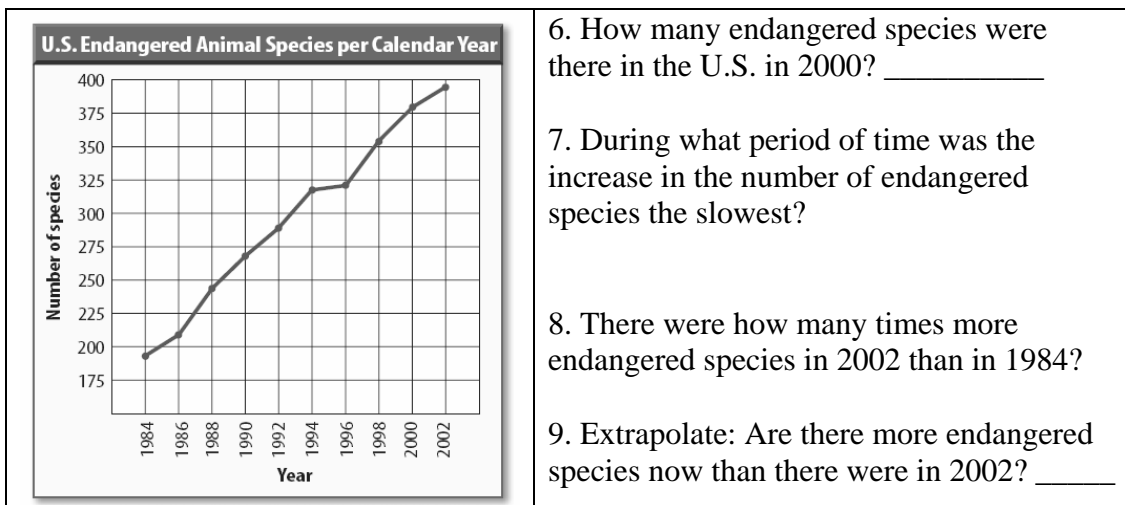 U.S. Endangered Animal Species per Calendar Year
Number of species
400
375
350
325
300
275
250
225
200
175
1984
1986
1988
1990
1992
1994
1996
1998
2000
2002
Year
6. How many endangered species were
there in the U.S. in 2000? __________
7. During what period of time was the
increase in the number of endangered
species the slowest?
8. There were how many times more
endangered species in 2002 than in 1984?
9. Extrapolate: Are there more endangered
species now than there were in 2002? _____